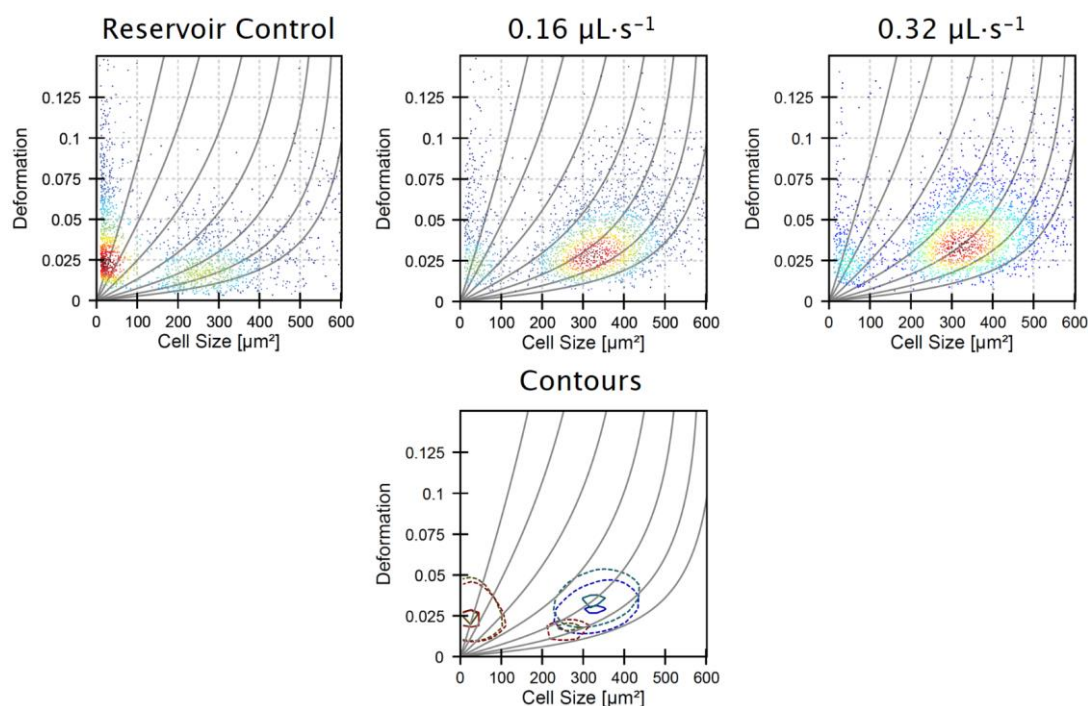 Reservoir Control
0.125
0.1
0.075
0.05
0.025
0
Deformation
0 100 200 300 400 500 600
Cell Size [µm²]
0.16 µL·s⁻¹
0.125
0.1
0.075
0.05
0.025
0
Deformation
0 100 200 300 400 500 600
Cell Size [µm²]
0.32 µL·s⁻¹
0.125
0.1
0.075
0.05
0.025
0
Deformation
0 100 200 300 400 500 600
Cell Size [µm²]
Contours
0.125
0.1
0.075
0.05
0.025
0
Deformation
0 100 200 300 400 500 600
Cell Size [µm²]